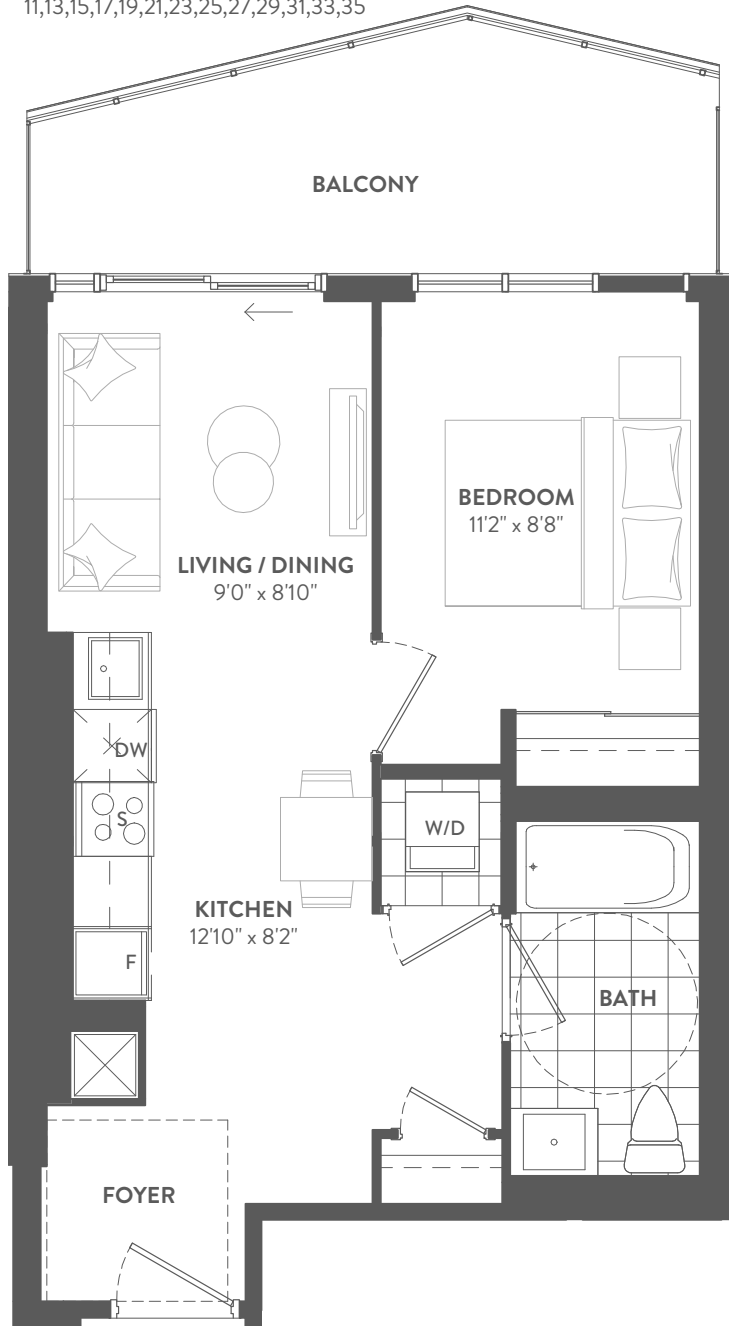 11,13,15,17,19,21,23,25,27,29,31,33,35
BALCONY
BEDROOM
11'2" x 8'8"
LIVING / DINING
9'0" x 8'10"
DW
S
W/D
KITCHEN
12'10" x 8'2"
F
BATH
FOYER